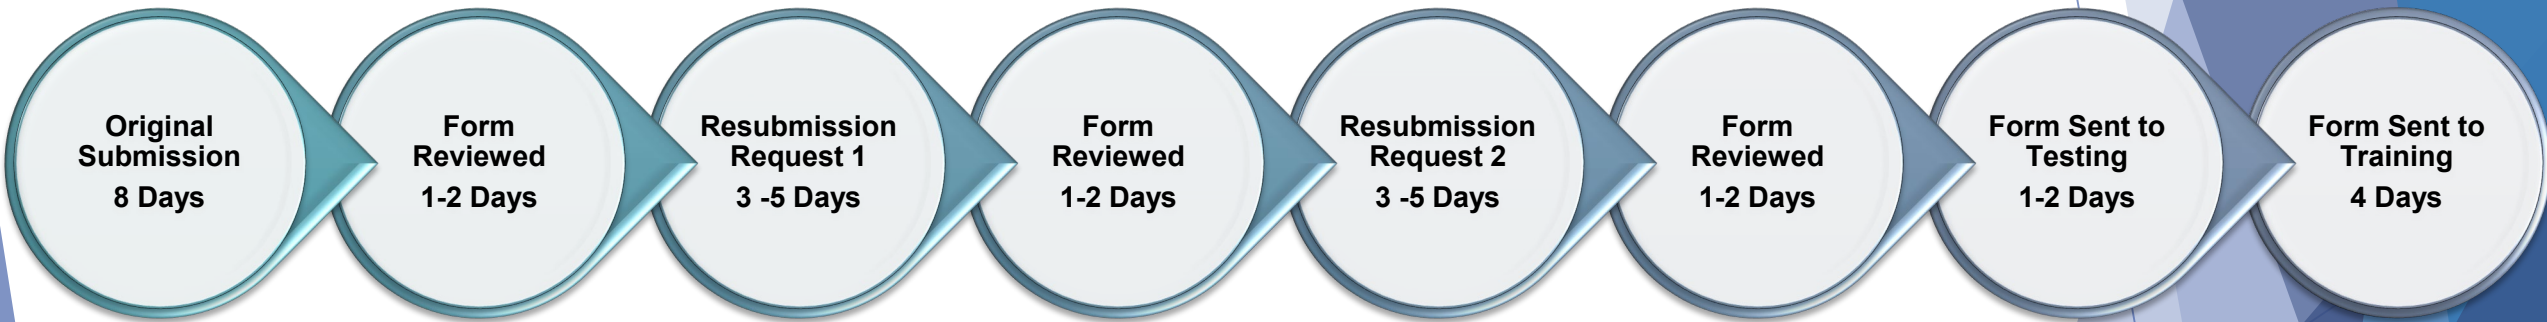 Original
Submission
8 Days
Form
Reviewed
1-2 Days
Resubmission
Request 1
3 -5 Days
Form
Reviewed
1-2 Days
Resubmission
Request 2
3 -5 Days
Form
Reviewed
1-2 Days
Form Sent to
Testing
1-2 Days
Form Sent to
Training
4 Days